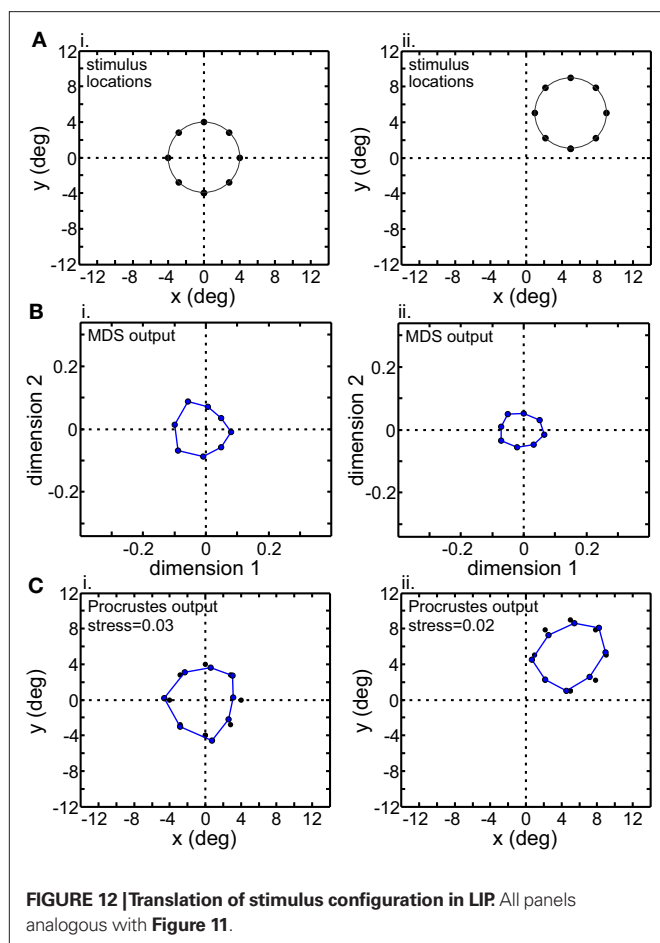 A
i.
stimulus
locations
12
8
4
0
-4
-8
-12
y (deg)
-12 -8 -4 0 4 8 12
x (deg)
ii.
stimulus
locations
12
8
4
0
-4
-8
-12
y (deg)
-12 -8 -4 0 4 8 12
x (deg)
B
i.
MDS output
0.2
0
-0.2
dimension 2
-0.2 0 0.2
dimension 1
ii.
MDS output
0.2
0
-0.2
dimension 2
-0.2 0 0.2
dimension 1
C
i.
Procrustes output
stress=0.03
12
8
4
0
-4
-8
-12
y (deg)
-12 -8 -4 0 4 8 12
x (deg)
ii.
Procrustes output
stress=0.02
12
8
4
0
-4
-8
-12
y (deg)
-12 -8 -4 0 4 8 12
x (deg)
FIGURE 12 | Translation of stimulus configuration in LIP. All panels
analogous with Figure 11.